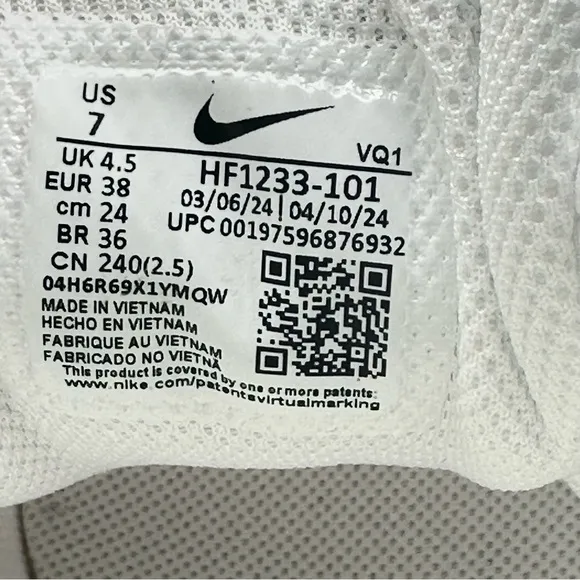 US
7
VQ1
UK 4.5
EUR 38
cm 24
BR 36
CN 240(2.5)
HF1233-101
03/06/24 | 04/10/24
UPC 00197596876932
04H6R69X1YMQW
MADE IN VIETNAM
HECHO EN VIETNAM
FABRIQUE AU VIETNAM
FABRICADO NO VIETNA
This product is covered by one or more patents:
www.nike.com/patentsvirtualmarking